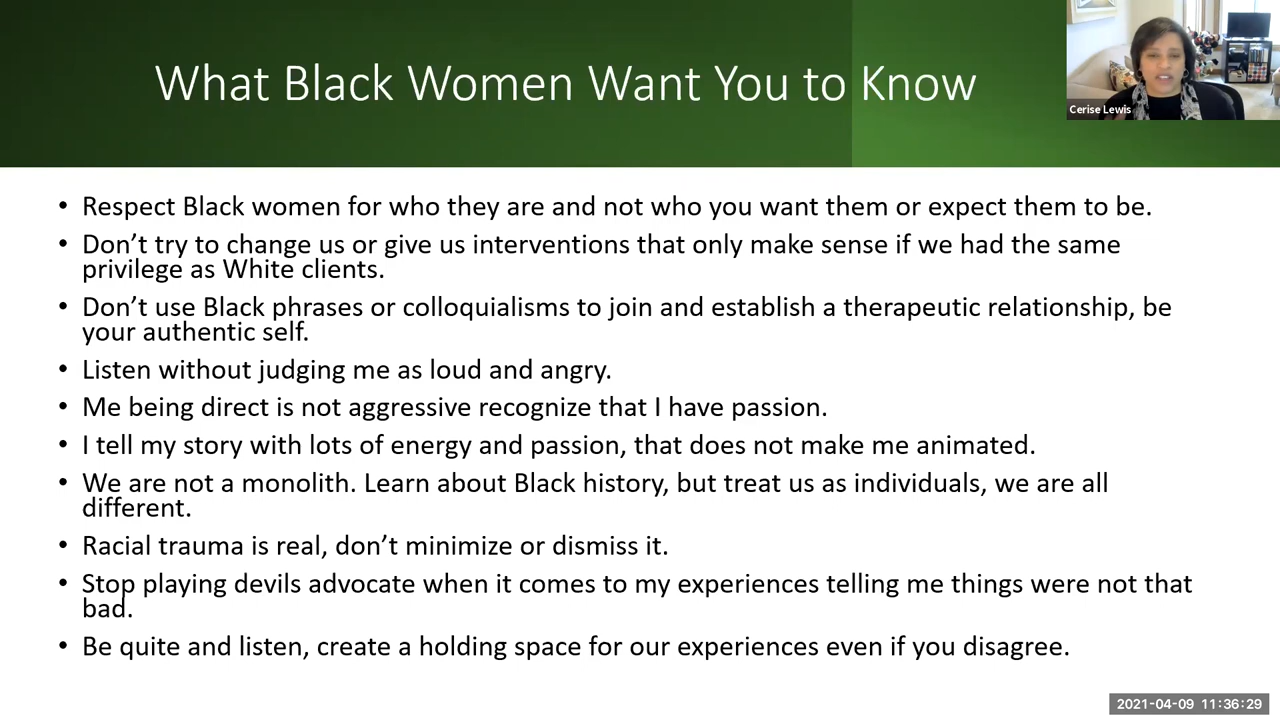 What Black Women Want You to Know
Cerise Lewis
• Respect Black women for who they are and not who you want them or expect them to be.
• Don’t try to change us or give us interventions that only make sense if we had the same
privilege as White clients.
• Don’t use Black phrases or colloquialisms to join and establish a therapeutic relationship, be
your authentic self.
• Listen without judging me as loud and angry.
• Me being direct is not aggressive recognize that I have passion.
• I tell my story with lots of energy and passion, that does not make me animated.
• We are not a monolith. Learn about Black history, but treat us as individuals, we are all
different.
• Racial trauma is real, don’t minimize or dismiss it.
• Stop playing devils advocate when it comes to my experiences telling me things were not that
bad.
• Be quite and listen, create a holding space for our experiences even if you disagree.
2021-04-09 11:36:29